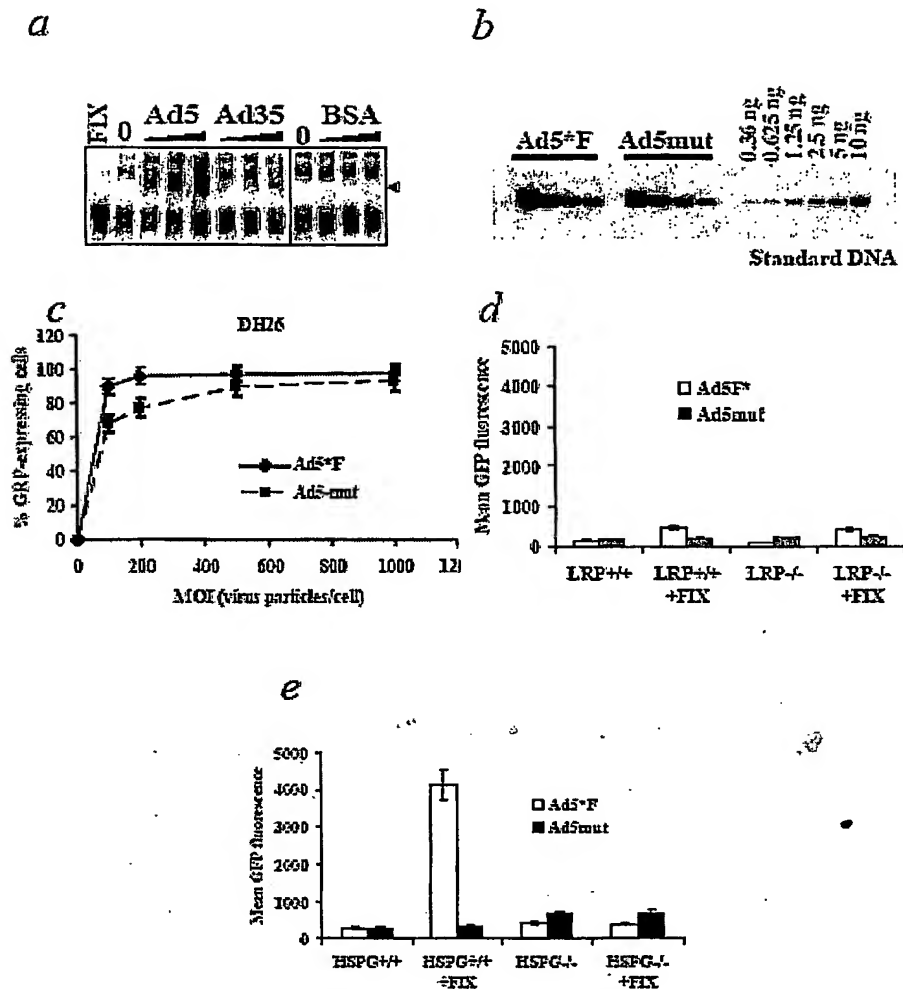 a
FIX 0 Ad5 Ad35 0 BSA
b
Ad5*F Ad5mut 0.36 ng 0.625 ng 1.25 ng 2.5 ng 5 ng 10 ng
Standard DNA
c
DH26
% GRP-expressing cells
120
100
80
60
40
20
0
Ad5*F
Ad5-mut
0 200 400 600 800 1000 12
MOI (virus particles/cell)
d
Mean GFP fluorescence
5000
4000
3000
2000
1000
0
Ad5F*
Ad5mut
LRP+/+ LRP+/+ +FIX LRP-/- LRP-/- +FIX
e
Mean GFP fluorescence
5000
4000
3000
2000
1000
0
Ad5*F
Ad5mut
HSPG+/+ HSPG+/+ +FIX HSPG-/- HSPG-/- +FIX